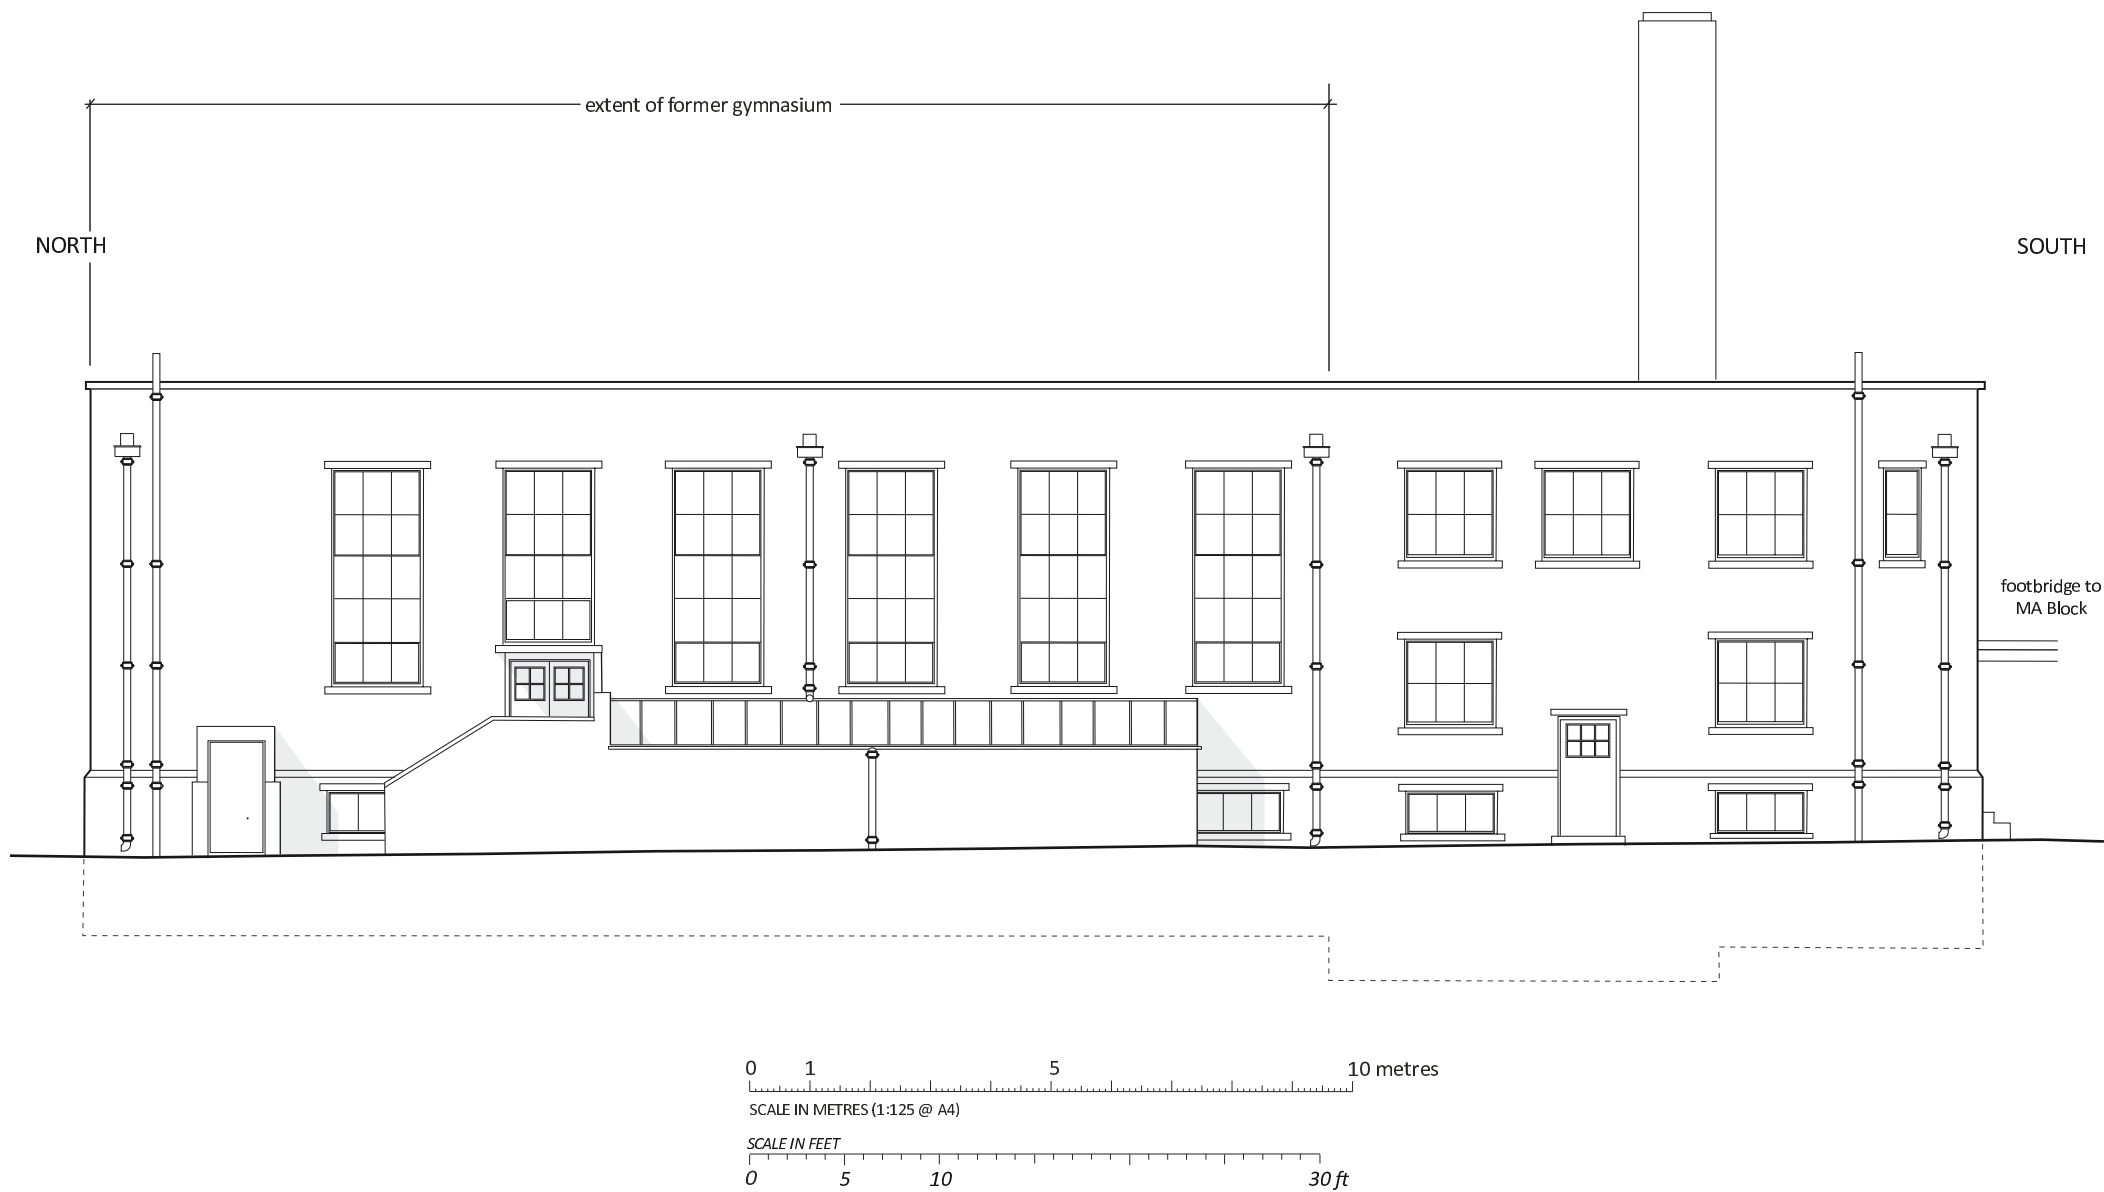 extent of former gymnasium
NORTH
SOUTH
footbridge to
MA Block
0 1 5 10 metres
SCALE IN METRES (1:125 @ A4)
SCALE IN FEET
0 5 10 30 ft